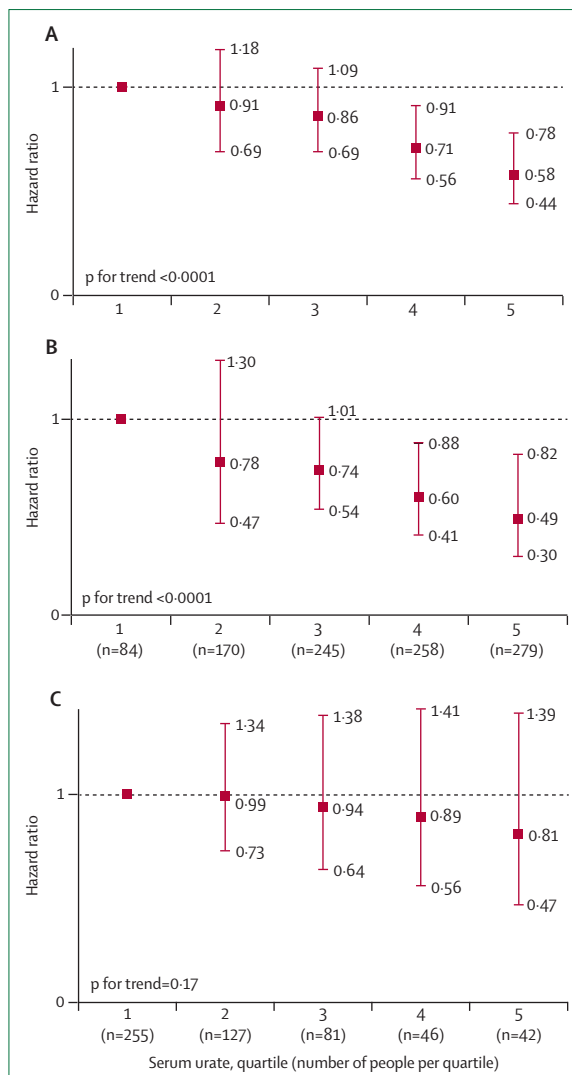 A
Hazard ratio
1
0
1·18
0·91
0·69
1·09
0·86
0·69
0·91
0·71
0·56
0·78
0·58
0·44
p for trend <0·0001
1 2 3 4 5
B
Hazard ratio
1
0
1·30
0·78
0·47
1·01
0·74
0·54
0·88
0·60
0·41
0·82
0·49
0·30
p for trend <0·0001
1 2 3 4 5
(n=84) (n=170) (n=245) (n=258) (n=279)
C
Hazard ratio
1
0
1·34
0·99
0·73
1·38
0·94
0·64
1·41
0·89
0·56
1·39
0·81
0·47
p for trend=0·17
1 2 3 4 5
(n=255) (n=127) (n=81) (n=46) (n=42)
Serum urate, quartile (number of people per quartile)